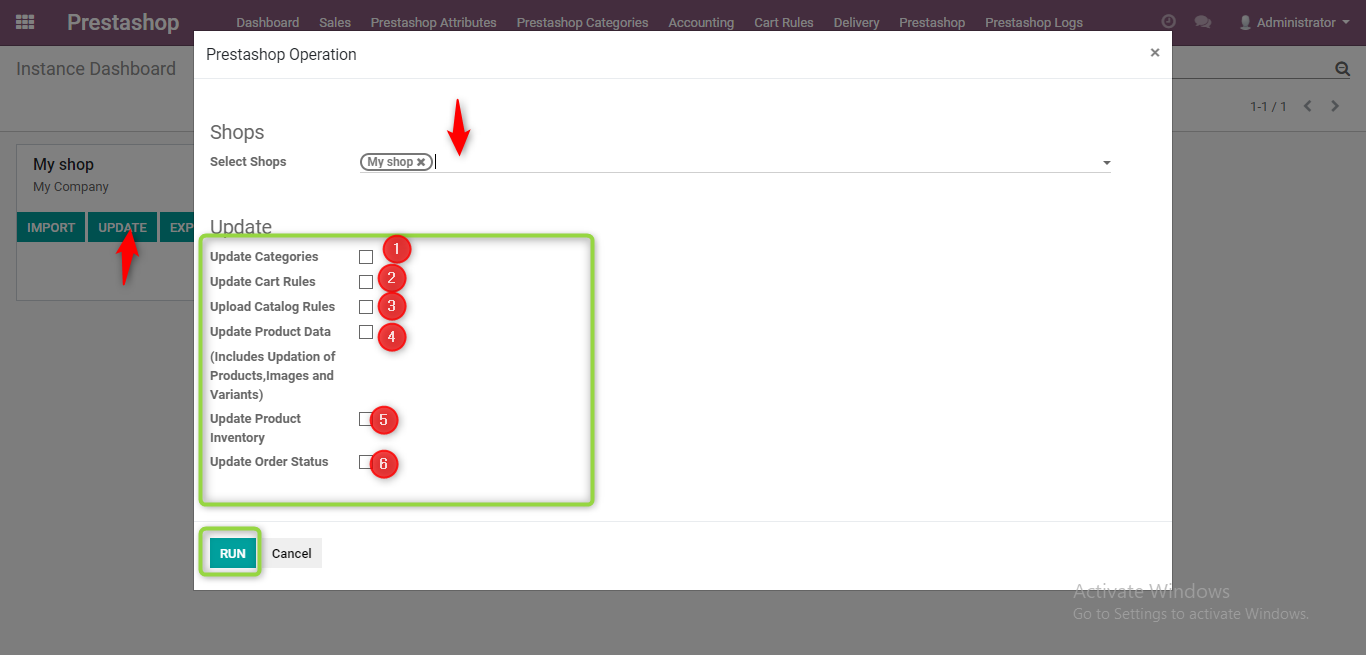 Prestashop Dashboard Sales Prestashop Attributes Prestashop Categories Accounting Cart Rules Delivery Prestashop Prestashop Logs Administrator
Instance Dashboard
Prestashop Operation ×
1-1 / 1
Shops
Select Shops My shop ×
My shop
My Company
IMPORT UPDATE EXP
Update
Update Categories 1
Update Cart Rules 2
Upload Catalog Rules 3
Update Product Data 4
(Includes Updation of
Products,Images and
Variants)
Update Product 5
Inventory
Update Order Status 6
RUN Cancel
Activate Windows
Go to Settings to activate Windows.